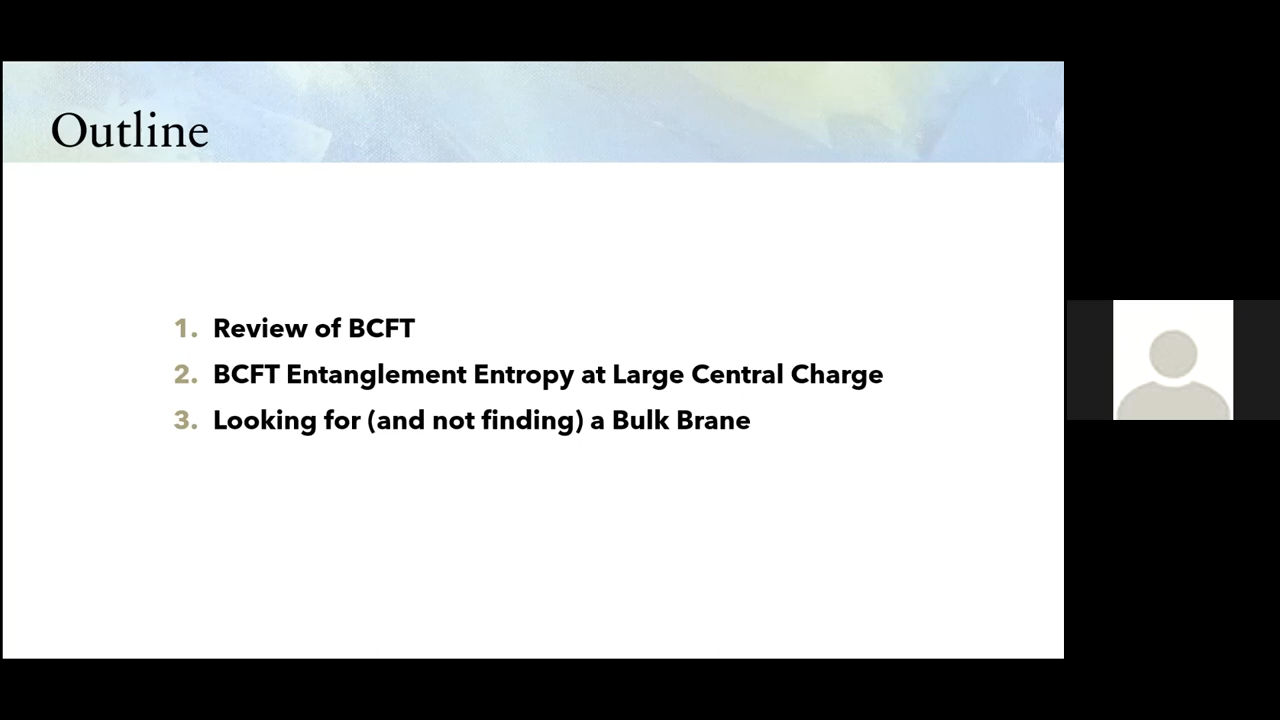 Outline
1. Review of BCFT
2. BCFT Entanglement Entropy at Large Central Charge
3. Looking for (and not finding) a Bulk Brane